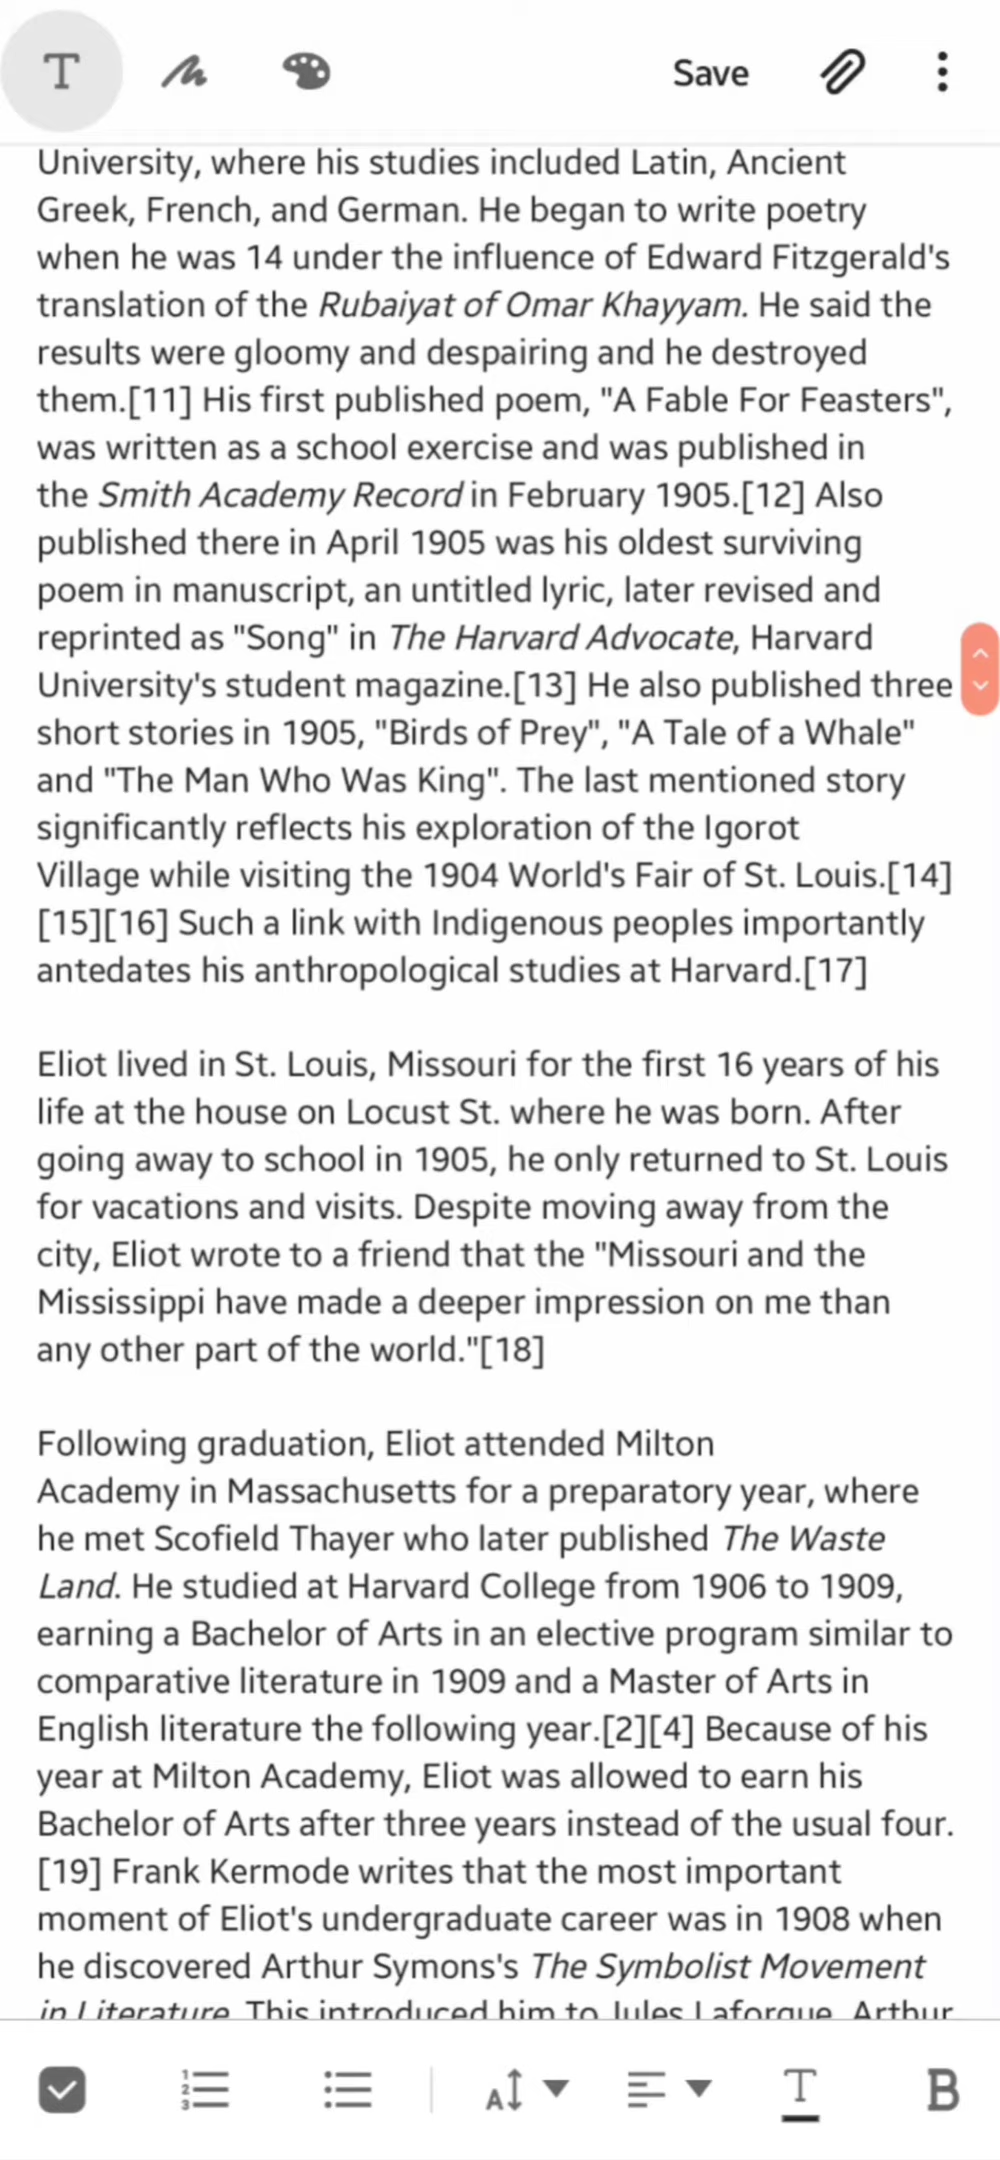 T
Save
University, where his studies included Latin, Ancient
Greek, French, and German. He began to write poetry
when he was 14 under the influence of Edward Fitzgerald's
translation of the Rubaiyat of Omar Khayyam. He said the
results were gloomy and despairing and he destroyed
them.[11] His first published poem, "A Fable For Feasters",
was written as a school exercise and was published in
the Smith Academy Record in February 1905.[12] Also
published there in April 1905 was his oldest surviving
poem in manuscript, an untitled lyric, later revised and
reprinted as "Song" in The Harvard Advocate, Harvard
University's student magazine.[13] He also published three
short stories in 1905, "Birds of Prey", "A Tale of a Whale"
and "The Man Who Was King". The last mentioned story
significantly reflects his exploration of the Igorot
Village while visiting the 1904 World's Fair of St. Louis.[14]
[15][16] Such a link with Indigenous peoples importantly
antedates his anthropological studies at Harvard.[17]
Eliot lived in St. Louis, Missouri for the first 16 years of his
life at the house on Locust St. where he was born. After
going away to school in 1905, he only returned to St. Louis
for vacations and visits. Despite moving away from the
city, Eliot wrote to a friend that the "Missouri and the
Mississippi have made a deeper impression on me than
any other part of the world."[18]
Following graduation, Eliot attended Milton
Academy in Massachusetts for a preparatory year, where
he met Scofield Thayer who later published The Waste
Land. He studied at Harvard College from 1906 to 1909,
earning a Bachelor of Arts in an elective program similar to
comparative literature in 1909 and a Master of Arts in
English literature the following year.[2][4] Because of his
year at Milton Academy, Eliot was allowed to earn his
Bachelor of Arts after three years instead of the usual four.
[19] Frank Kermode writes that the most important
moment of Eliot's undergraduate career was in 1908 when
he discovered Arthur Symons's The Symbolist Movement
in Literature. This introduced him to Jules Laforgue, Arthur
1
2
3
A
T
B